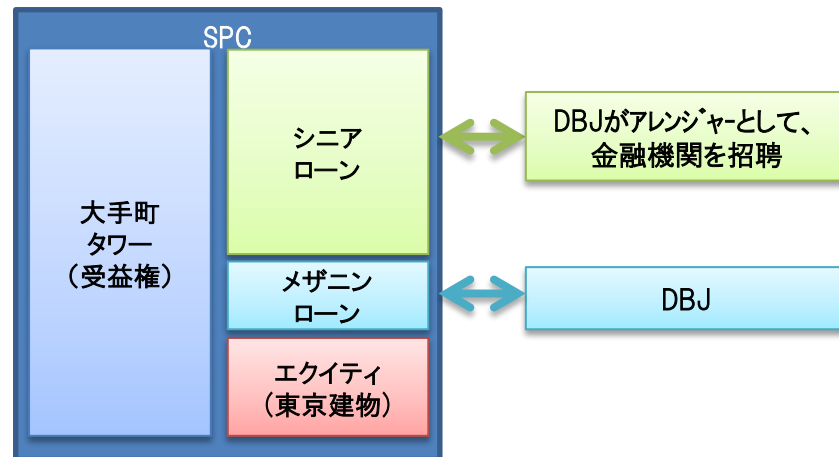 SPC
大手町
タワー
（受益権）
シニア
ローン
メザニン
ローン
エクイティ
（東京建物）
DBJがｱﾚﾝｼﾞｬｰとして、
金融機関を招聘
DBJ